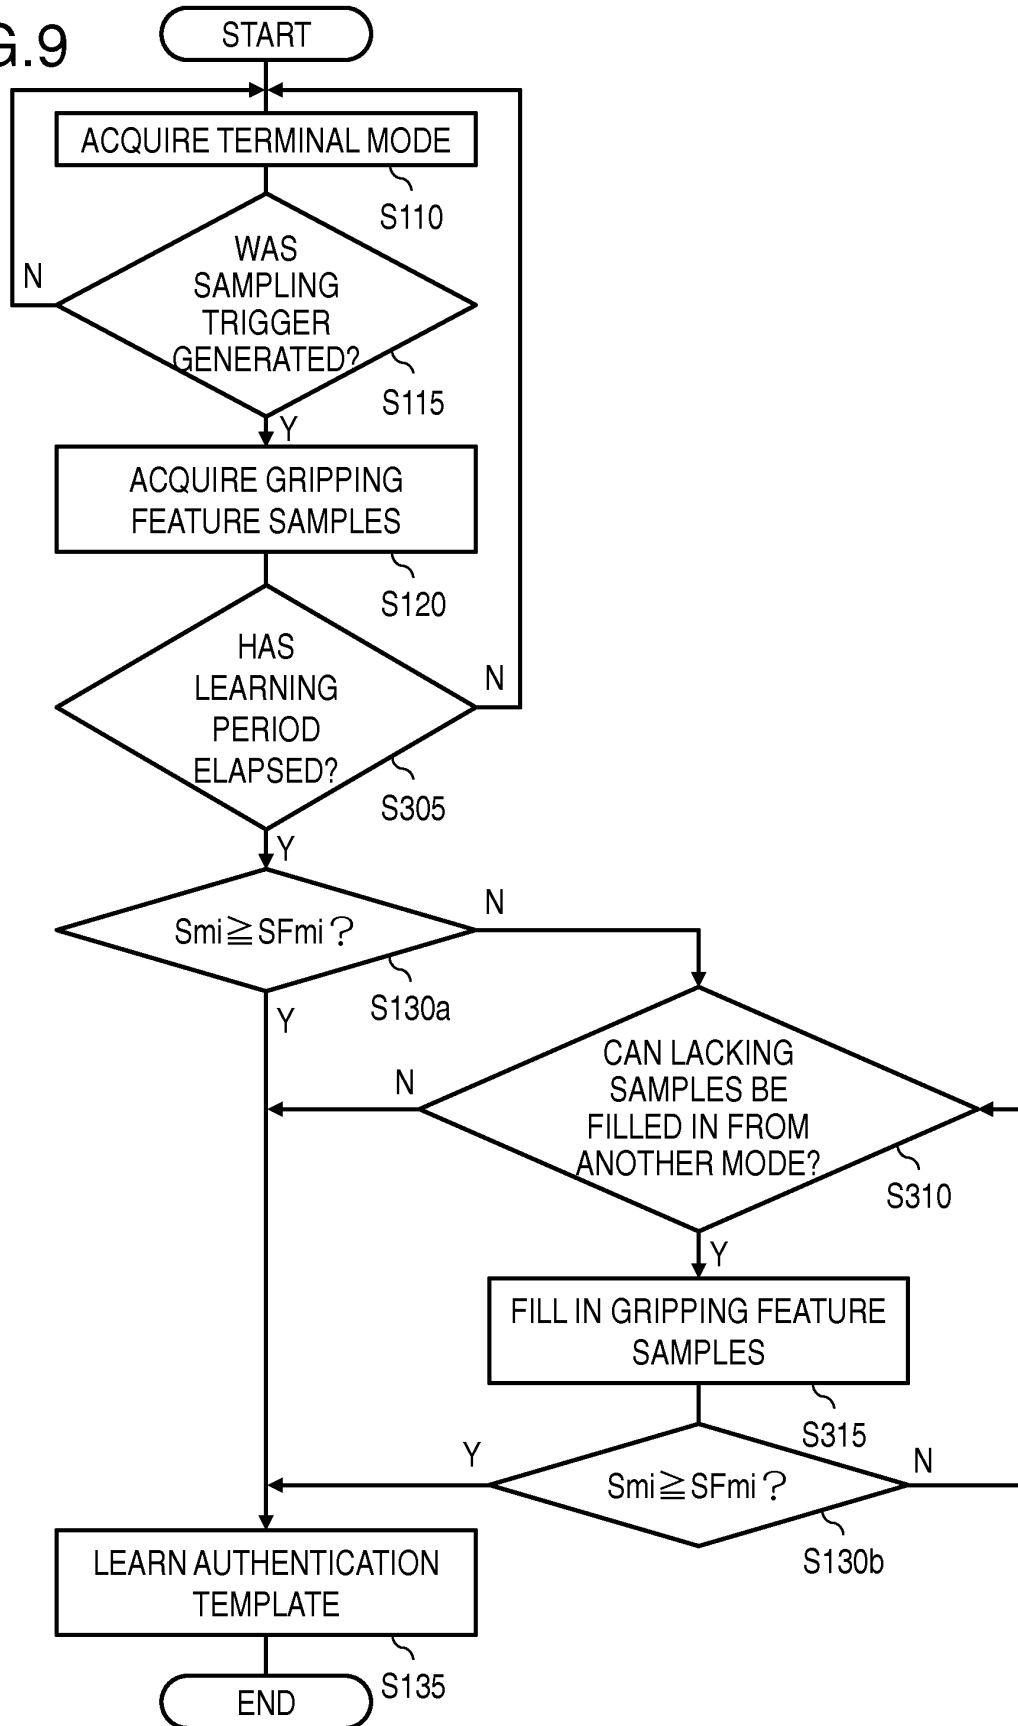 G.9
START
ACQUIRE TERMINAL MODE
S110
N
WAS
SAMPLING
TRIGGER
GENERATED?
S115
Y
ACQUIRE GRIPPING
FEATURE SAMPLES
S120
HAS
LEARNING
PERIOD
ELAPSED?
N
S305
Y
Smi≧SFmi?
N
S130a
Y
CAN LACKING
SAMPLES BE
FILLED IN FROM
ANOTHER MODE?
N
S310
Y
FILL IN GRIPPING FEATURE
SAMPLES
S315
Y
Smi≧SFmi?
N
S130b
LEARN AUTHENTICATION
TEMPLATE
S135
END